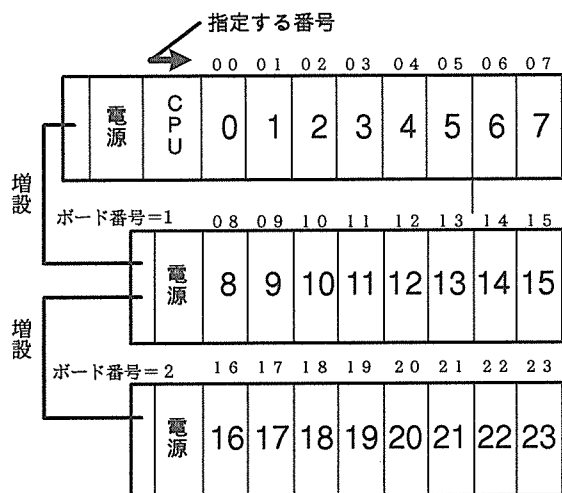 指定する番号
00 01 02 03 04 05 06 07
電源 CPU 0 1 2 3 4 5 6 7
増設
ボード番号=1 08 09 10 11 12 13 14 15
電源 8 9 10 11 12 13 14 15
増設
ボード番号=2 16 17 18 19 20 21 22 23
電源 16 17 18 19 20 21 22 23